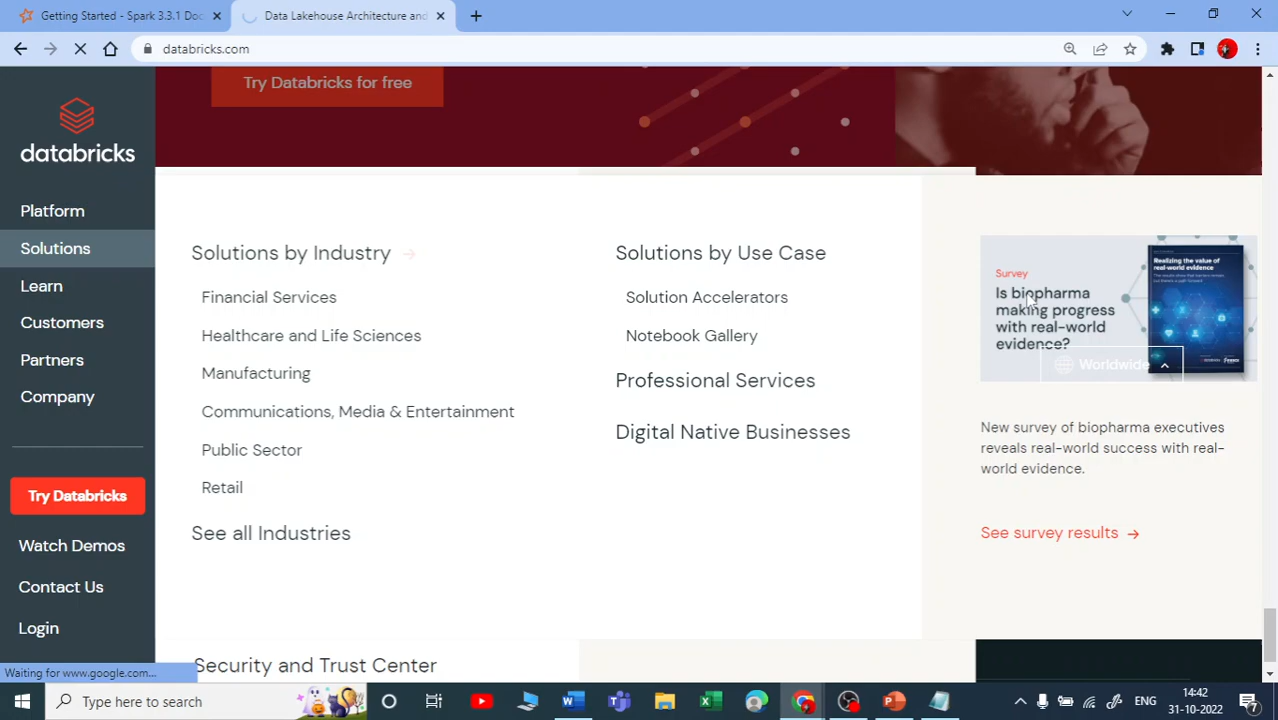 Getting Started - Spark 3.3.1 Doc
Data Lakehouse Architecture and
databricks.com
databricks
Platform
Solutions
Learn
Customers
Partners
Company
Try Databricks
Watch Demos
Contact Us
Login
Waiting for www.google.com...
Try Databricks for free
Solutions by Industry →
Financial Services
Healthcare and Life Sciences
Manufacturing
Communications, Media & Entertainment
Public Sector
Retail
See all Industries
Solutions by Use Case
Solution Accelerators
Notebook Gallery
Professional Services
Digital Native Businesses
Survey
Is biopharma
making progress
with real-world
evidence?
Realizing the value of
real-world evidence
Worldwide
New survey of biopharma executives
reveals real-world success with real-
world evidence.
See survey results →
Security and Trust Center
Type here to search
ENG
14:42
31-10-2022
7